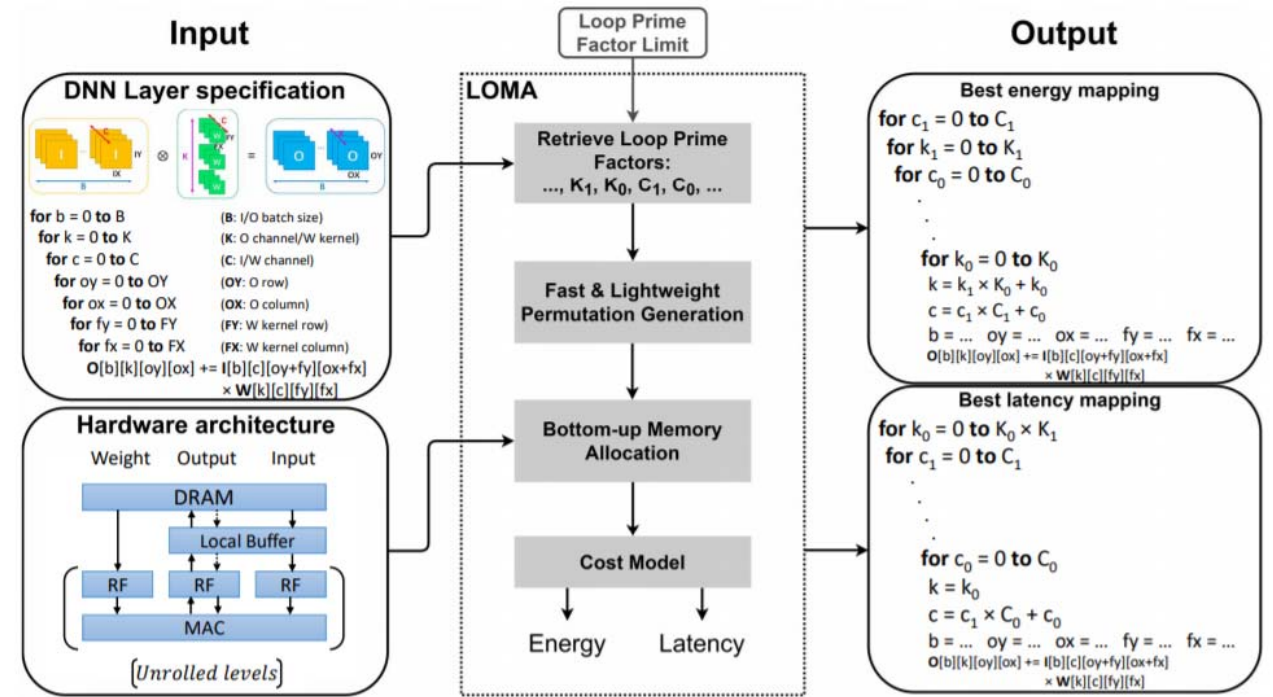 Input
Loop Prime
Factor Limit
Output
DNN Layer specification
I
I
C
IY
IX
B
⊗
K
C
W
FY
FX
W
W
=
O
O
K
OY
OX
B
for b = 0 to B (B: I/O batch size)
for k = 0 to K (K: O channel/W kernel)
for c = 0 to C (C: I/W channel)
for oy = 0 to OY (OY: O row)
for ox = 0 to OX (OX: O column)
for fy = 0 to FY (FY: W kernel row)
for fx = 0 to FX (FX: W kernel column)
O[b][k][oy][ox] += I[b][c][oy+fy][ox+fx]
× W[k][c][fy][fx]
Hardware architecture
Weight Output Input
DRAM
Local Buffer
RF RF RF
MAC
[Unrolled levels]
LOMA
Retrieve Loop Prime
Factors:
..., K₁, K₀, C₁, C₀, ...
Fast & Lightweight
Permutation Generation
Bottom-up Memory
Allocation
Cost Model
Energy Latency
Best energy mapping
for c₁ = 0 to C₁
for k₁ = 0 to K₁
for c₀ = 0 to C₀
.
.
.
for k₀ = 0 to K₀
k = k₁ × K₀ + k₀
c = c₁ × C₁ + c₀
b = ... oy = ... ox = ... fy = ... fx = ...
O[b][k][oy][ox] += I[b][c][oy+fy][ox+fx]
× W[k][c][fy][fx]
Best latency mapping
for k₀ = 0 to K₀ × K₁
for c₁ = 0 to C₁
.
.
.
.
for c₀ = 0 to C₀
k = k₀
c = c₁ × C₀ + c₀
b = ... oy = ... ox = ... fy = ... fx = ...
O[b][k][oy][ox] += I[b][c][oy+fy][ox+fx]
× W[k][c][fy][fx]